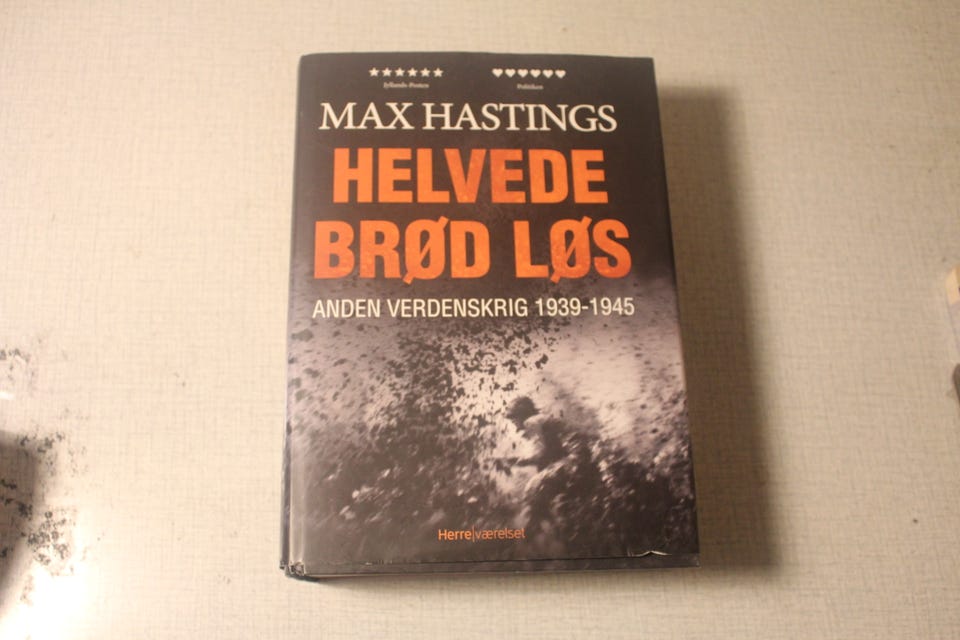 ★★★★★★ ♥♥♥♥♥♥
Jyllands-Posten Politiken
MAX HASTINGS
HELVEDE
BRØD LØS
ANDEN VERDENSKRIG 1939-1945
Herre|værelset